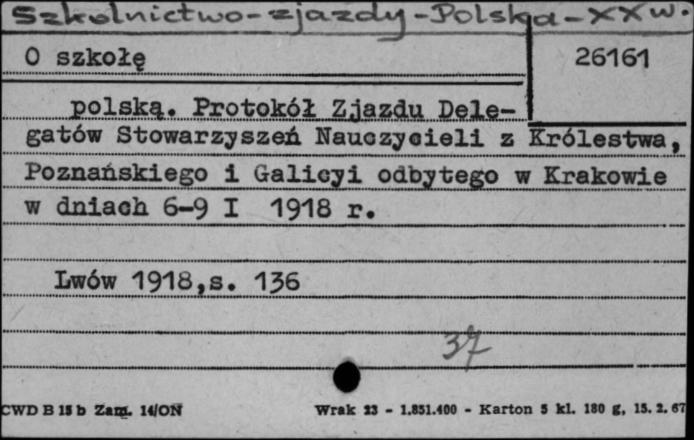 Szkolnictwo-zjazdy-Polska-XXw.
O szkołę
26161
polską. Protokół Zjazdu Dele-
gatów Stowarzyszeń Nauczycieli z Królestwa,
Poznańskiego i Galicyi odbytego w Krakowie
w dniach 6-9 I 1918 r.
Lwów 1918,s. 136
37
CWD B 15 b Zam. 14/ON
Wrak 23 - 1.851.400 - Karton 5 kl. 180 g, 15. 2. 67